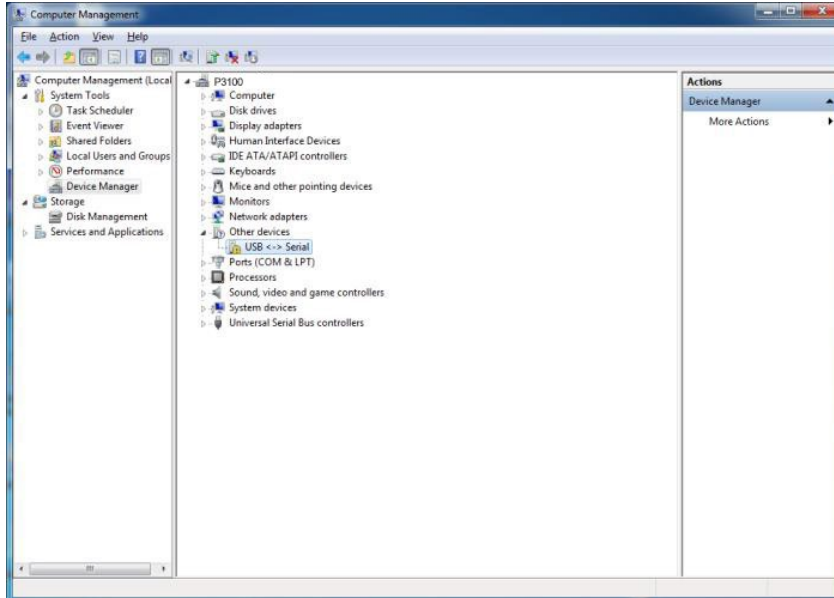 Computer Management
File Action View Help
Computer Management (Local
System Tools
Task Scheduler
Event Viewer
Shared Folders
Local Users and Groups
Performance
Device Manager
Storage
Disk Management
Services and Applications
P3100
Computer
Disk drives
Display adapters
Human Interface Devices
IDE ATA/ATAPI controllers
Keyboards
Mice and other pointing devices
Monitors
Network adapters
Other devices
USB <-> Serial
Ports (COM & LPT)
Processors
Sound, video and game controllers
System devices
Universal Serial Bus controllers
Actions
Device Manager
More Actions